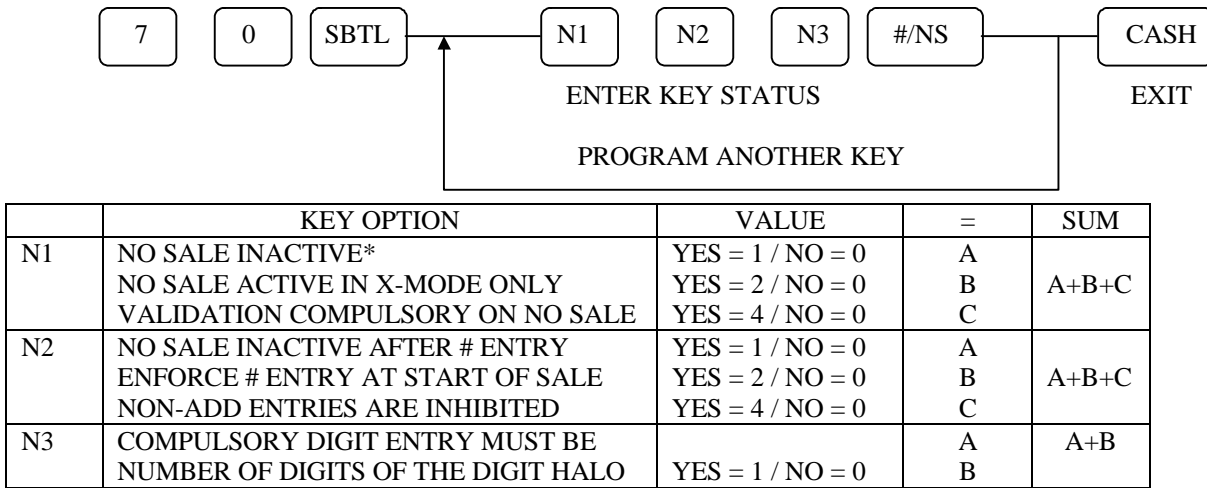 7 0 SBTL N1 N2 N3 #/NS CASH
ENTER KEY STATUS EXIT
PROGRAM ANOTHER KEY
KEY OPTION VALUE = SUM
N1 NO SALE INACTIVE* YES = 1 / NO = 0 A
NO SALE ACTIVE IN X-MODE ONLY YES = 2 / NO = 0 B A+B+C
VALIDATION COMPULSORY ON NO SALE YES = 4 / NO = 0 C
N2 NO SALE INACTIVE AFTER # ENTRY YES = 1 / NO = 0 A
ENFORCE # ENTRY AT START OF SALE YES = 2 / NO = 0 B A+B+C
NON-ADD ENTRIES ARE INHIBITED YES = 4 / NO = 0 C
N3 COMPULSORY DIGIT ENTRY MUST BE A A+B
NUMBER OF DIGITS OF THE DIGIT HALO YES = 1 / NO = 0 B